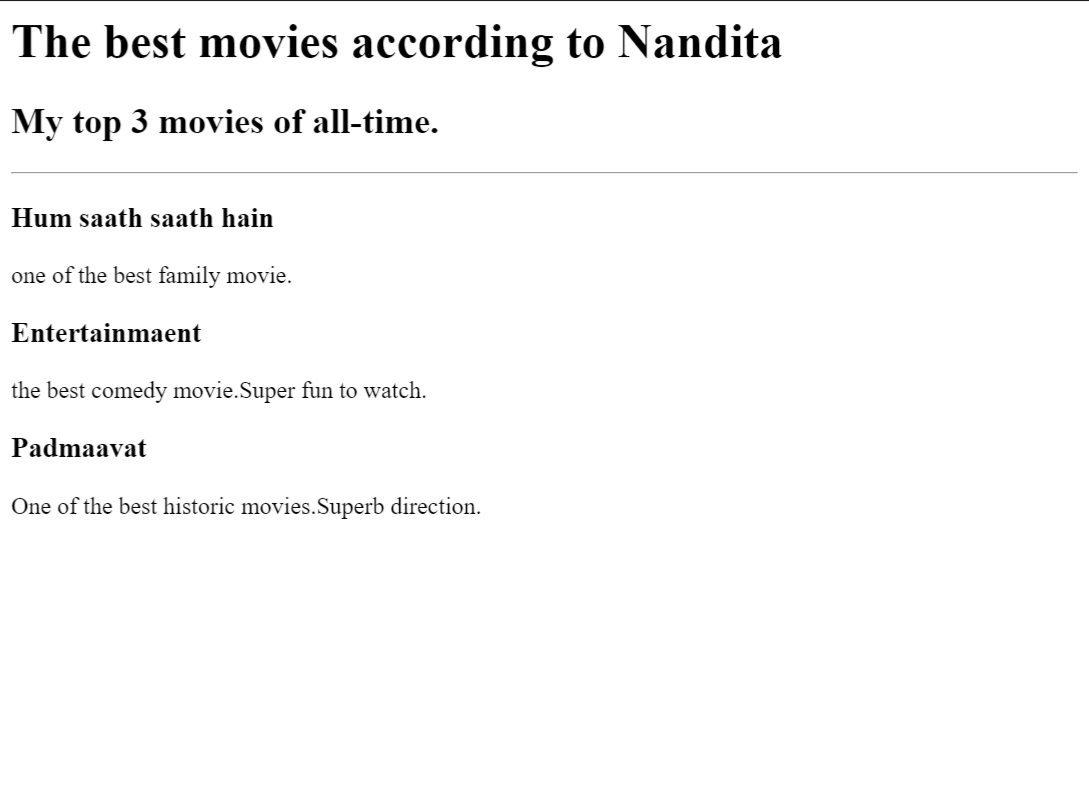 The best movies according to Nandita
My top 3 movies of all-time.
Hum saath saath hain
one of the best family movie.
Entertainmaent
the best comedy movie.Super fun to watch.
Padmaavat
One of the best historic movies.Superb direction.